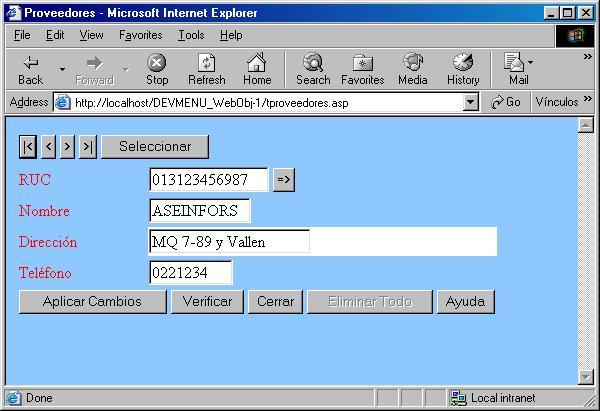 Proveedores - Microsoft Internet Explorer
File Edit View Favorites Tools Help
Back Forward Stop Refresh Home Search Favorites Media History Mail »
Address http://localhost/DEVMENU_WebObj-1/tproveedores.asp Go Vínculos »
|< < > >| Seleccionar
RUC 013123456987 =>
Nombre ASEINFORS
Dirección MQ 7-89 y Vallen
Teléfono 0221234
Aplicar Cambios Verificar Cerrar Eliminar Todo Ayuda
Done Local intranet